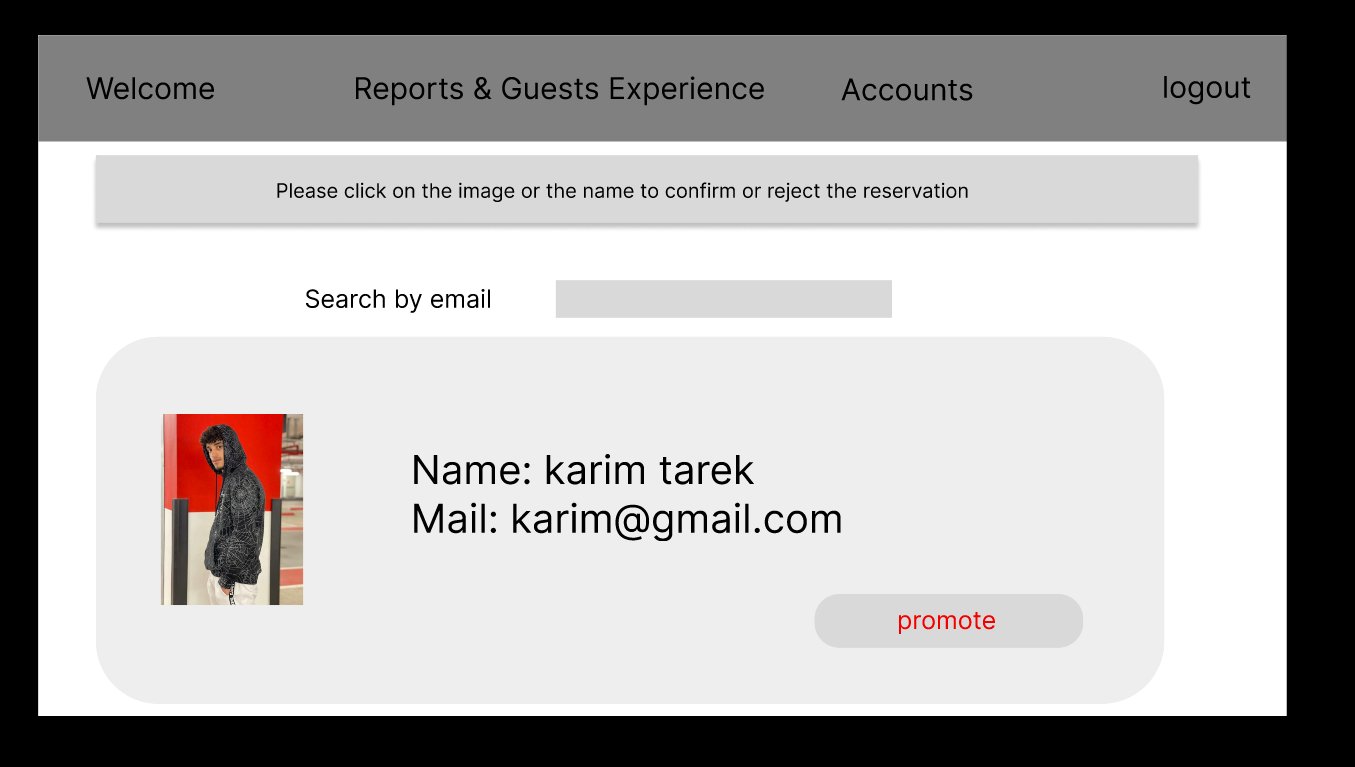 Welcome
Reports & Guests Experience
Accounts
logout
Please click on the image or the name to confirm or reject the reservation
Search by email
Name: karim tarek
Mail: karim@gmail.com
promote